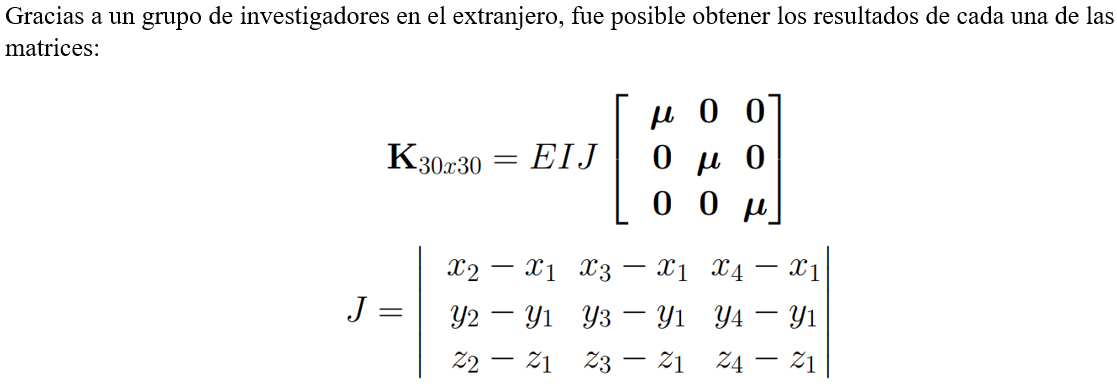 Gracias a un grupo de investigadores en el extranjero, fue posible obtener los resultados de cada una de las
matrices:
K30x30 = EIJ [ μ 0 0
0 μ 0
0 0 μ ]
J = | x2 − x1 x3 − x1 x4 − x1
y2 − y1 y3 − y1 y4 − y1
z2 − z1 z3 − z1 z4 − z1 |